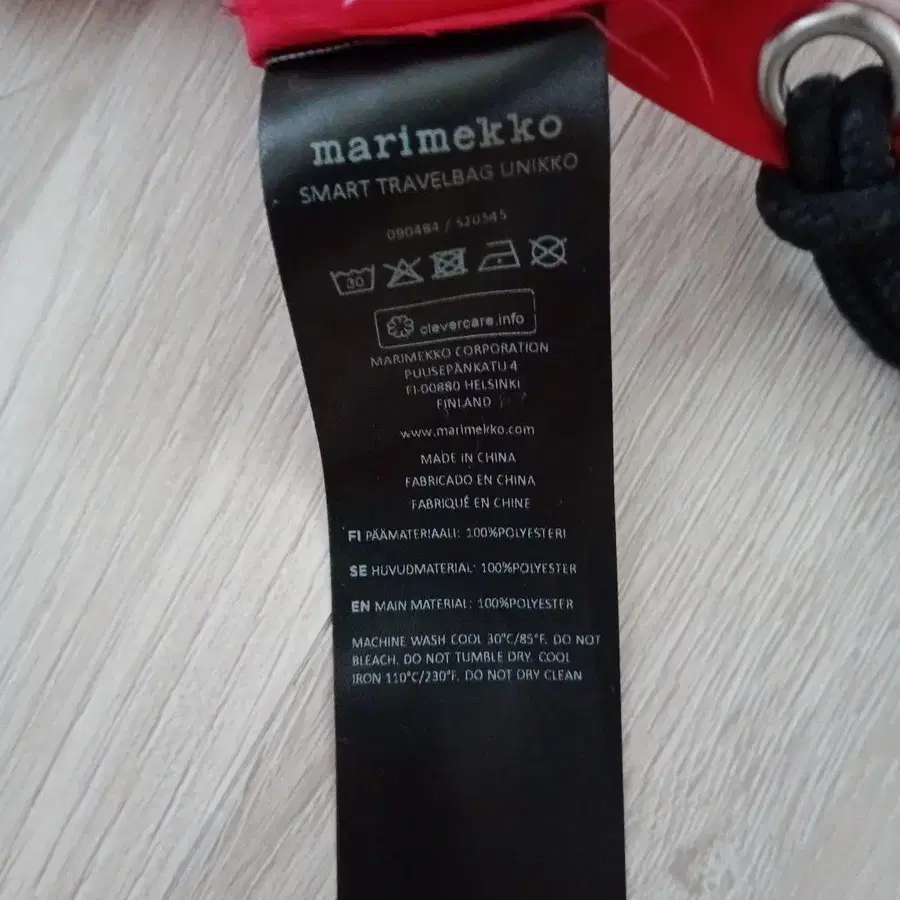 marimekko
SMART TRAVELBAG UNIKKO
090484 / 520545
30
clevercare.info
MARIMEKKO CORPORATION
PUUSEPÄNKATU 4
FI-00880 HELSINKI
FINLAND
www.marimekko.com
MADE IN CHINA
FABRICADO EN CHINA
FABRIQUÉ EN CHINE
FI PÄÄMATERIAALI: 100%POLYESTERI
SE HUVUDMATERIAL: 100%POLYESTER
EN MAIN MATERIAL: 100%POLYESTER
MACHINE WASH COOL 30°C/85°F. DO NOT
BLEACH. DO NOT TUMBLE DRY. COOL
IRON 110°C/230°F. DO NOT DRY CLEAN